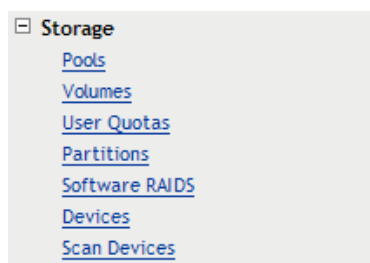 Storage
Pools
Volumes
User Quotas
Partitions
Software RAIDS
Devices
Scan Devices